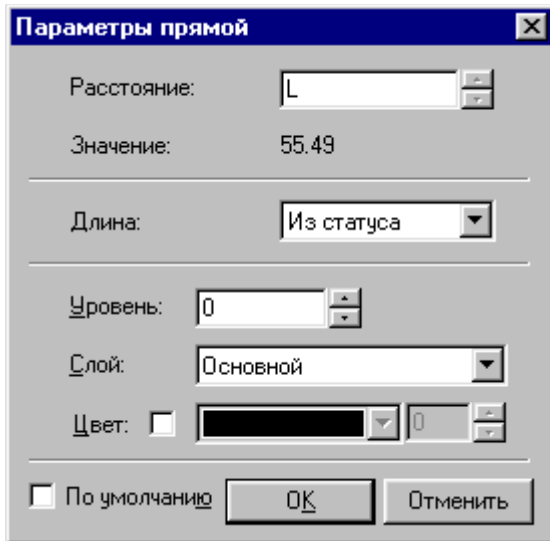 Параметры прямой
Расстояние: L
Значение: 55.49
Длина: Из статуса
Уровень: 0
Слой: Основной
Цвет: 0
По умолчанию OK Отменить